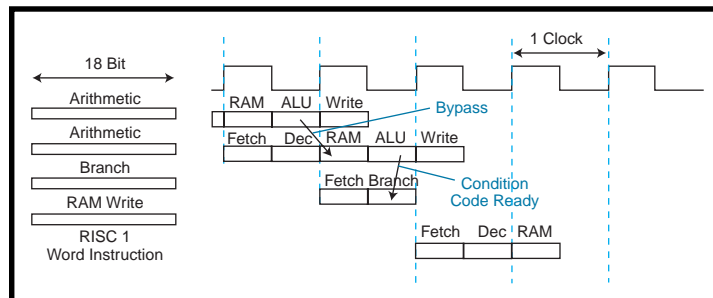 1 Clock
18 Bit
Arithmetic
RAM ALU Write
Bypass
Arithmetic
Fetch Dec RAM ALU Write
Branch
Fetch Branch
Condition
Code Ready
RAM Write
RISC 1
Word Instruction
Fetch Dec RAM